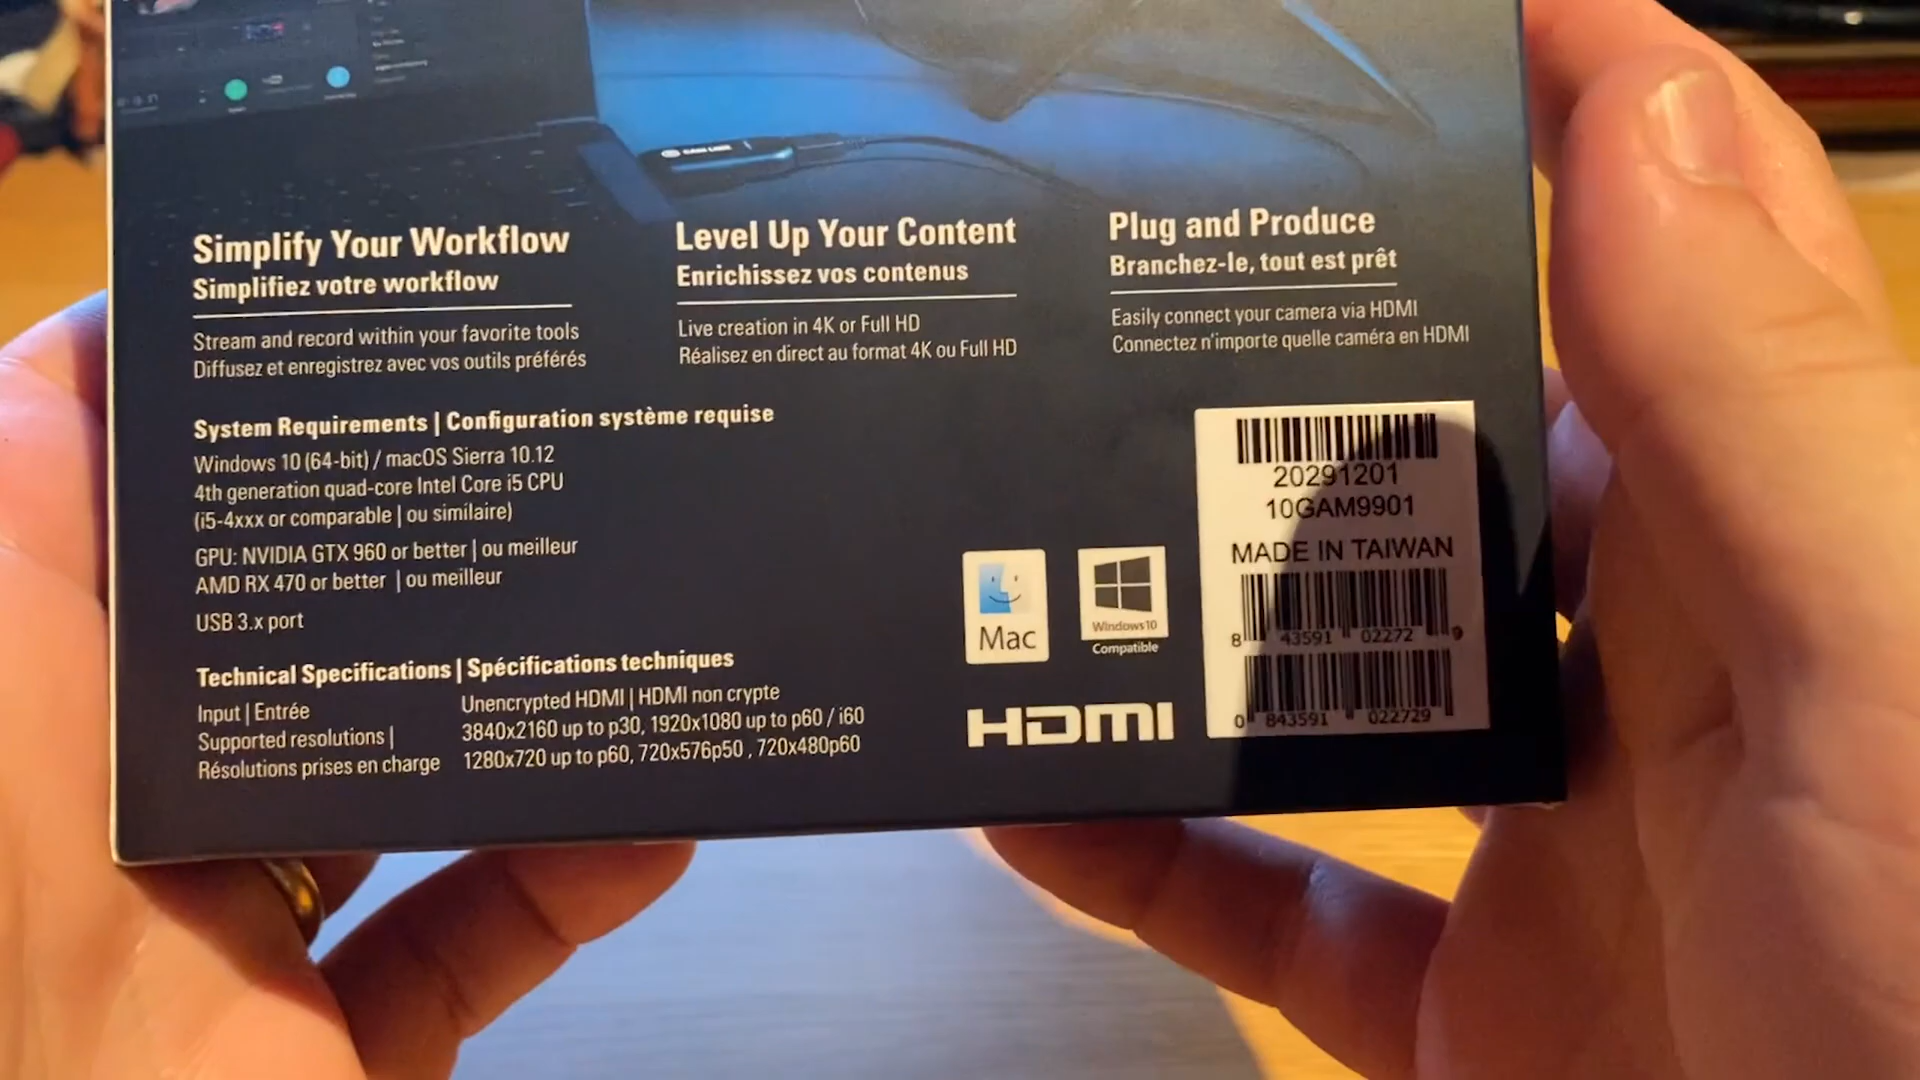 CAM LINK
Simplify Your Workflow
Simplifiez votre workflow
Stream and record within your favorite tools
Diffusez et enregistrez avec vos outils préférés
Level Up Your Content
Enrichissez vos contenus
Live creation in 4K or Full HD
Réalisez en direct au format 4K ou Full HD
Plug and Produce
Branchez-le, tout est prêt
Easily connect your camera via HDMI
Connectez n'importe quelle caméra en HDMI
System Requirements | Configuration système requise
Windows 10 (64-bit) / macOS Sierra 10.12
4th generation quad-core Intel Core i5 CPU
(i5-4xxx or comparable | ou similaire)
GPU: NVIDIA GTX 960 or better | ou meilleur
AMD RX 470 or better | ou meilleur
USB 3.x port
Technical Specifications | Spécifications techniques
Input | Entrée
Unencrypted HDMI | HDMI non crypte
Supported resolutions |
Résolutions prises en charge
3840x2160 up to p30, 1920x1080 up to p60 / i60
1280x720 up to p60, 720x576p50 , 720x480p60
Mac
Windows10
Compatible
HDMI
20291201
10GAM9901
MADE IN TAIWAN
8 43591 02272 9
0 843591 022729